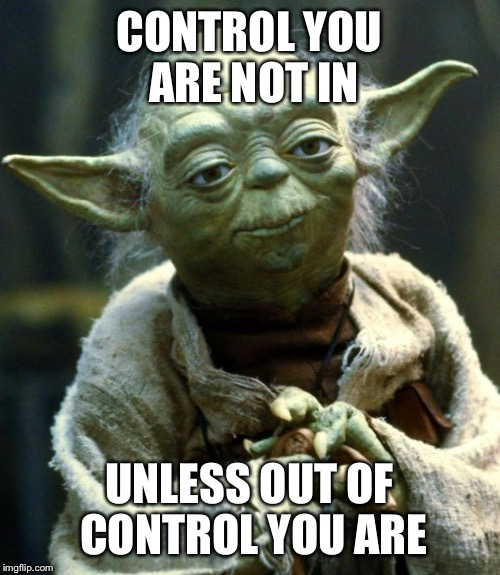 CONTROL YOU
ARE NOT IN
UNLESS OUT OF
CONTROL YOU ARE
imgflip.com